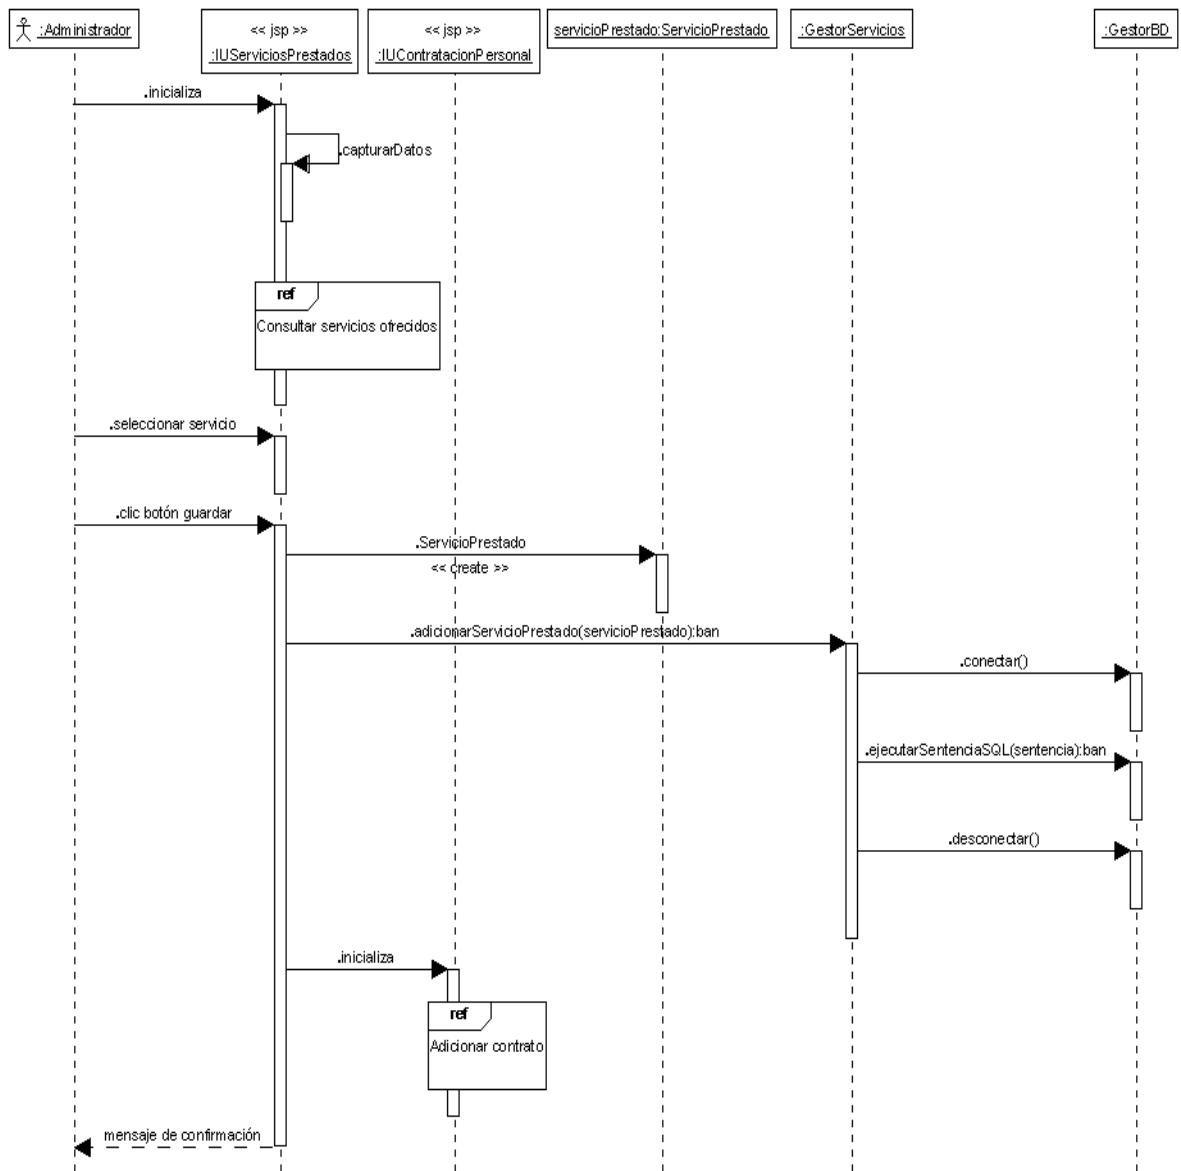 :Administrador
<< jsp >>
:IUServiciosPrestados
<< jsp >>
:IUContratacionPersonal
servicioPrestado:ServicioPrestado
:GestorServicios
:GestorBD
.inicializa
.capturarDatos
ref
Consultar servicios ofrecidos
.seleccionar servicio
.clic botón guardar
.ServicioPrestado
<< create >>
.adicionarServicioPrestado(servicioPrestado):ban
.conectar()
.ejecutarSentenciaSQL(sentencia):ban
.desconectar()
.inicializa
ref
Adicionar contrato
mensaje de confirmación